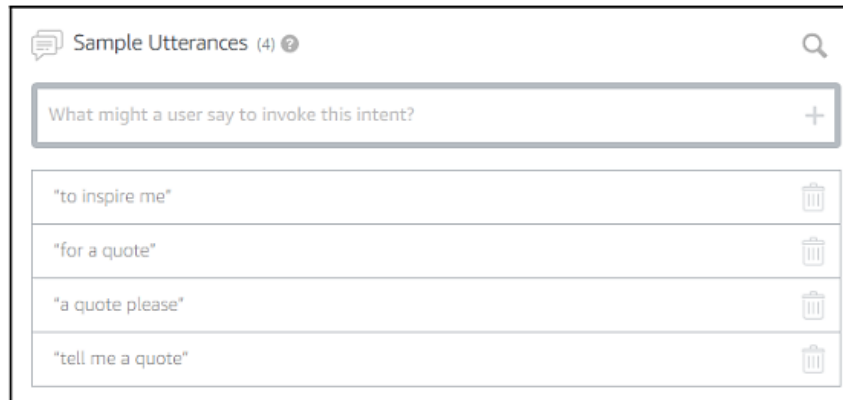 Sample Utterances (4) ?
What might a user say to invoke this intent?
"to inspire me"
"for a quote"
"a quote please"
"tell me a quote"